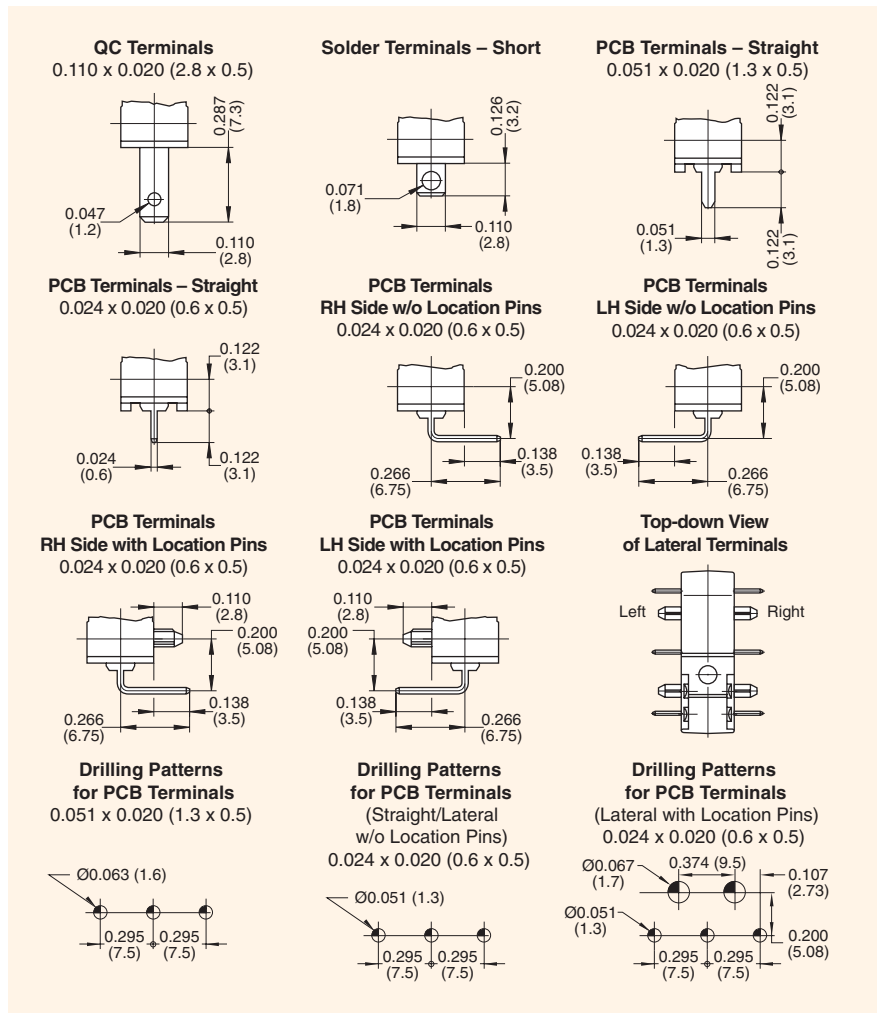 QC Terminals
0.110 x 0.020 (2.8 x 0.5)
0.287
(7.3)
0.047
(1.2)
0.110
(2.8)
Solder Terminals – Short
0.126
(3.2)
0.071
(1.8)
0.110
(2.8)
PCB Terminals – Straight
0.051 x 0.020 (1.3 x 0.5)
0.122
(3.1)
0.051
(1.3)
0.122
(3.1)
PCB Terminals – Straight
0.024 x 0.020 (0.6 x 0.5)
0.122
(3.1)
0.024
(0.6)
0.122
(3.1)
PCB Terminals
RH Side w/o Location Pins
0.024 x 0.020 (0.6 x 0.5)
0.200
(5.08)
0.138
(3.5)
0.266
(6.75)
PCB Terminals
LH Side w/o Location Pins
0.024 x 0.020 (0.6 x 0.5)
0.200
(5.08)
0.138
(3.5)
0.266
(6.75)
PCB Terminals
RH Side with Location Pins
0.024 x 0.020 (0.6 x 0.5)
0.110
(2.8)
0.200
(5.08)
0.138
(3.5)
0.266
(6.75)
PCB Terminals
LH Side with Location Pins
0.024 x 0.020 (0.6 x 0.5)
0.110
(2.8)
0.200
(5.08)
0.138
(3.5)
0.266
(6.75)
Top-down View
of Lateral Terminals
Left Right
Drilling Patterns
for PCB Terminals
0.051 x 0.020 (1.3 x 0.5)
Ø0.063 (1.6)
0.295 0.295
(7.5) (7.5)
Drilling Patterns
for PCB Terminals
(Straight/Lateral
w/o Location Pins)
0.024 x 0.020 (0.6 x 0.5)
Ø0.051 (1.3)
0.295 0.295
(7.5) (7.5)
Drilling Patterns
for PCB Terminals
(Lateral with Location Pins)
0.024 x 0.020 (0.6 x 0.5)
Ø0.067
(1.7)
0.374 (9.5)
0.107
(2.73)
Ø0.051
(1.3)
0.200
(5.08)
0.295 0.295
(7.5) (7.5)